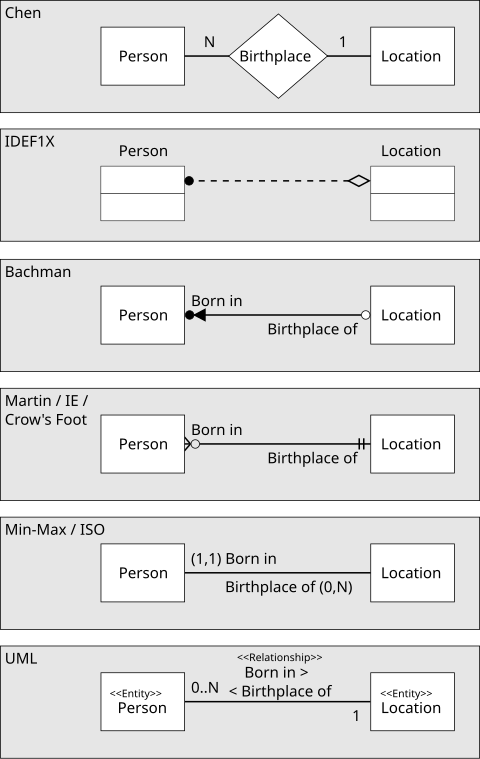 Chen
Person
N
Birthplace
1
Location
IDEF1X
Person
Location
Bachman
Person
Born in
Birthplace of
Location
Martin / IE /
Crow's Foot
Person
Born in
Birthplace of
Location
Min-Max / ISO
Person
(1,1) Born in
Birthplace of (0,N)
Location
UML
<<Entity>>
Person
0..N
<<Relationship>>
Born in >
< Birthplace of
1
<<Entity>>
Location